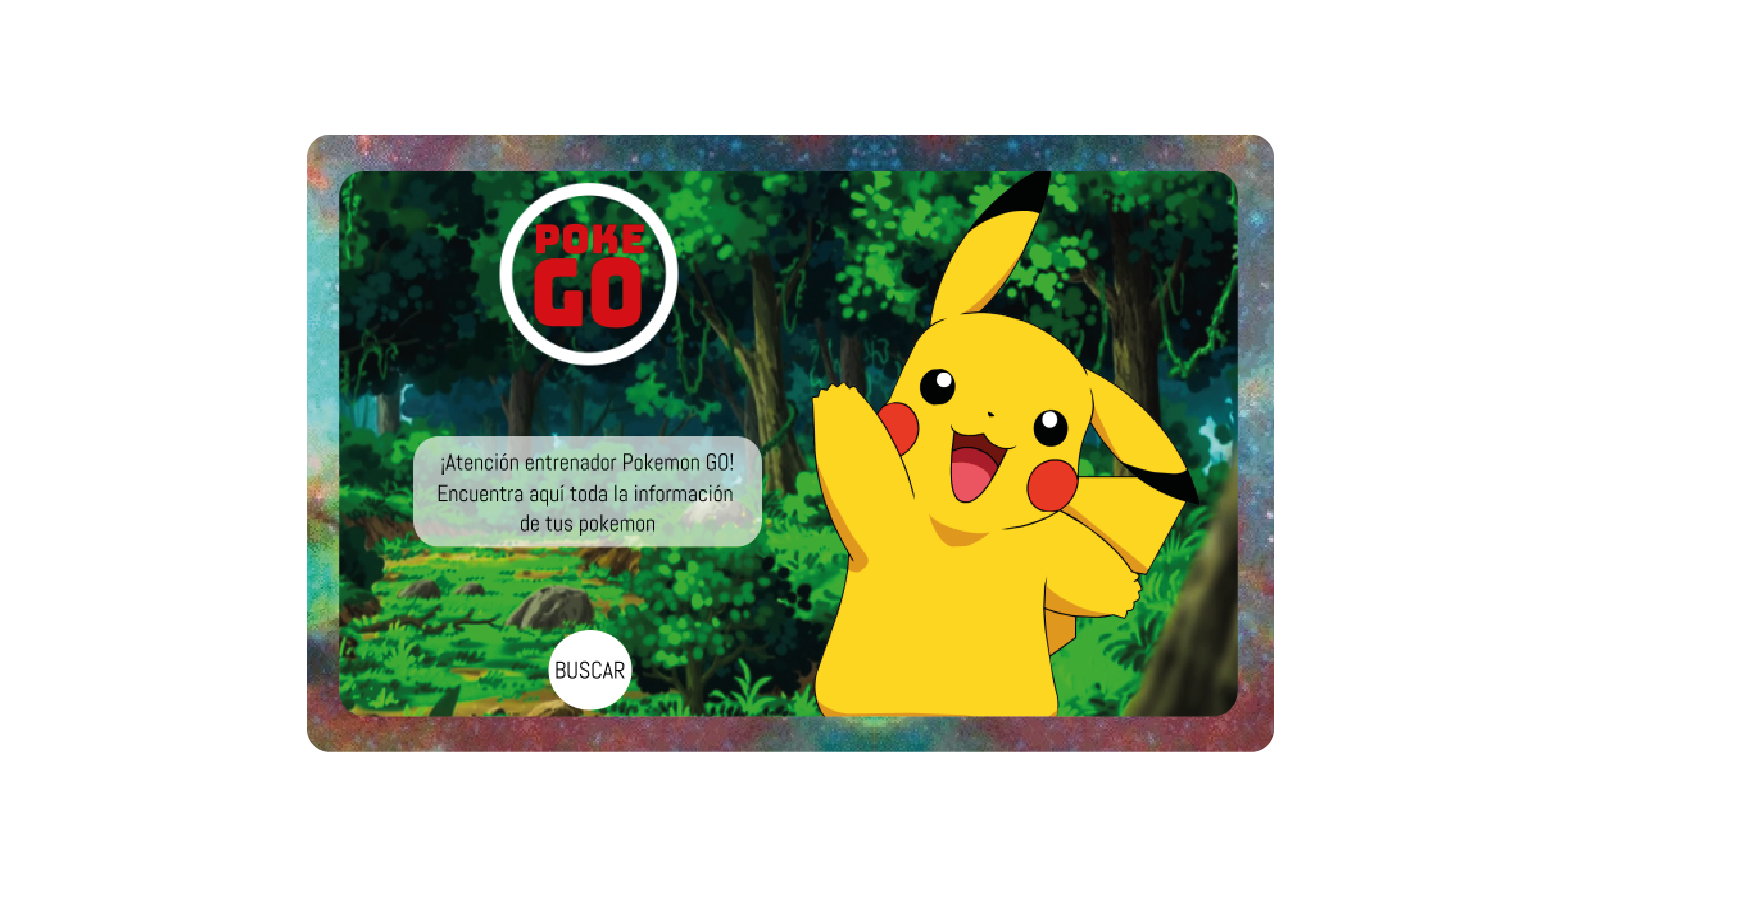 POKE
GO
¡Atención entrenador Pokemon GO!
Encuentra aquí toda la información
de tus pokemon
BUSCAR